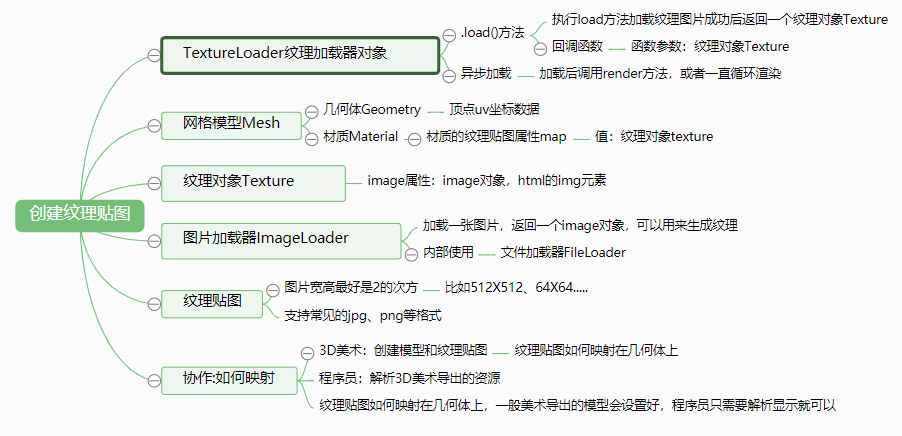 创建纹理贴图
TextureLoader纹理加载器对象
.load()方法
执行load方法加载纹理图片成功后返回一个纹理对象Texture
回调函数
函数参数：纹理对象Texture
异步加载
加载后调用render方法，或者一直循环渲染
网格模型Mesh
几何体Geometry
顶点uv坐标数据
材质Material
材质的纹理贴图属性map
值：纹理对象texture
纹理对象Texture
image属性：image对象，html的img元素
图片加载器ImageLoader
加载一张图片，返回一个image对象，可以用来生成纹理
内部使用
文件加载器FileLoader
纹理贴图
图片宽高最好是2的次方
比如512X512、64X64.....
支持常见的jpg、png等格式
协作:如何映射
3D美术：创建模型和纹理贴图
纹理贴图如何映射在几何体上
程序员：解析3D美术导出的资源
纹理贴图如何映射在几何体上，一般美术导出的模型会设置好，程序员只需要解析显示就可以